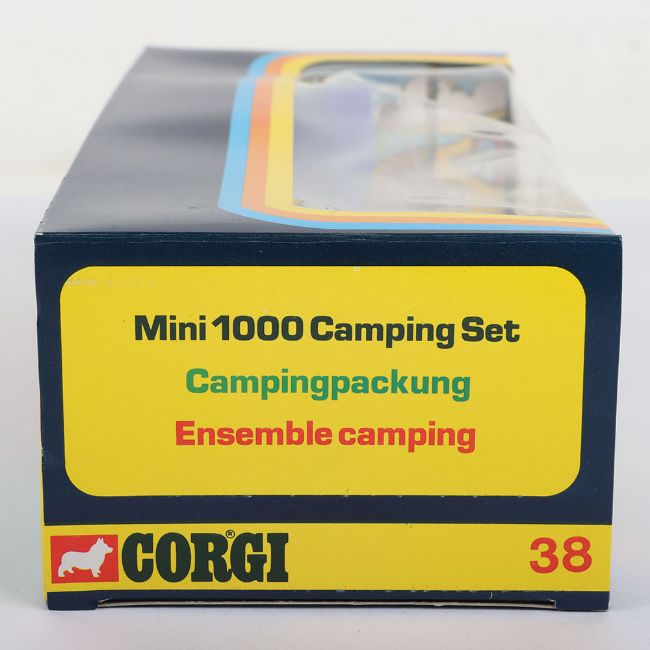 Mini 1000 Camping Set
Campingpackung
Ensemble camping
CORGI® 38